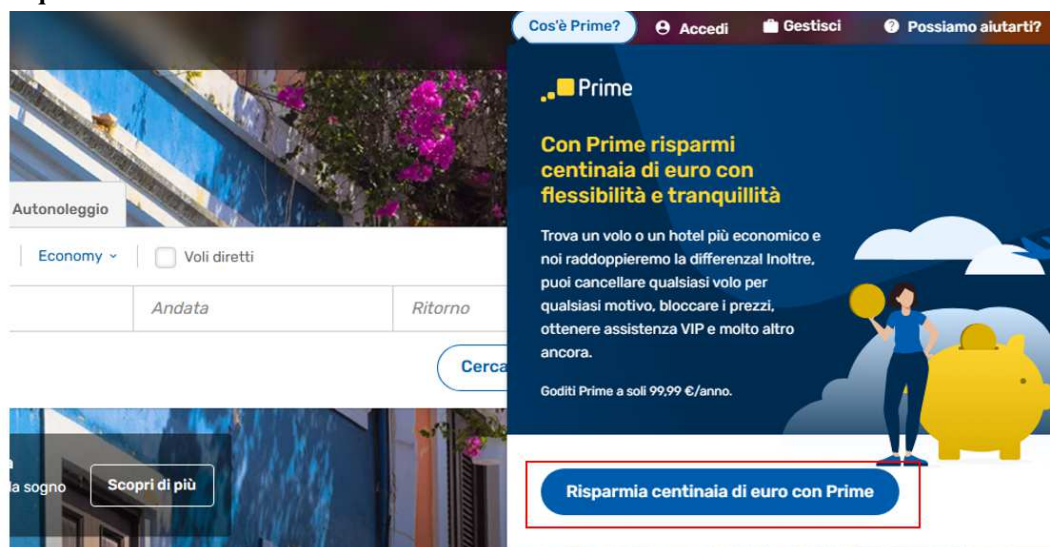 Cos'è Prime?
Accedi
Gestisci
Possiamo aiutarti?
Prime
Con Prime risparmi
centinaia di euro con
flessibilità e tranquillità
Trova un volo o un hotel più economico e
noi raddoppieremo la differenza! Inoltre,
puoi cancellare qualsiasi volo per
qualsiasi motivo, bloccare i prezzi,
ottenere assistenza VIP e molto altro
ancora.
Goditi Prime a soli 99,99 €/anno.
Risparmia centinaia di euro con Prime
Autonoleggio
Economy
Voli diretti
Andata
Ritorno
Cerca
da sogno
Scopri di più